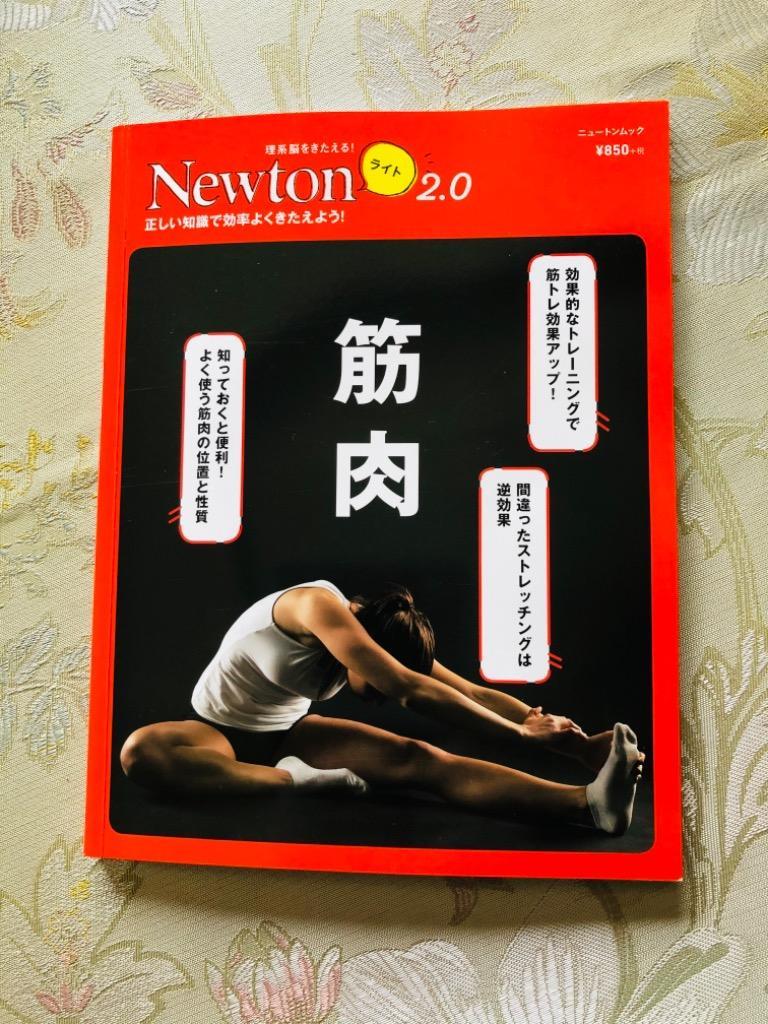 理系脳をきたえる!
Newton
ライト
2.0
正しい知識で効率よくきたえよう!
ニュートンムック
¥850+税
効果的なトレーニングで
筋トレ効果アップ!
筋肉
知っておくと便利!
よく使う筋肉の位置と性質
間違ったストレッチングは
逆効果